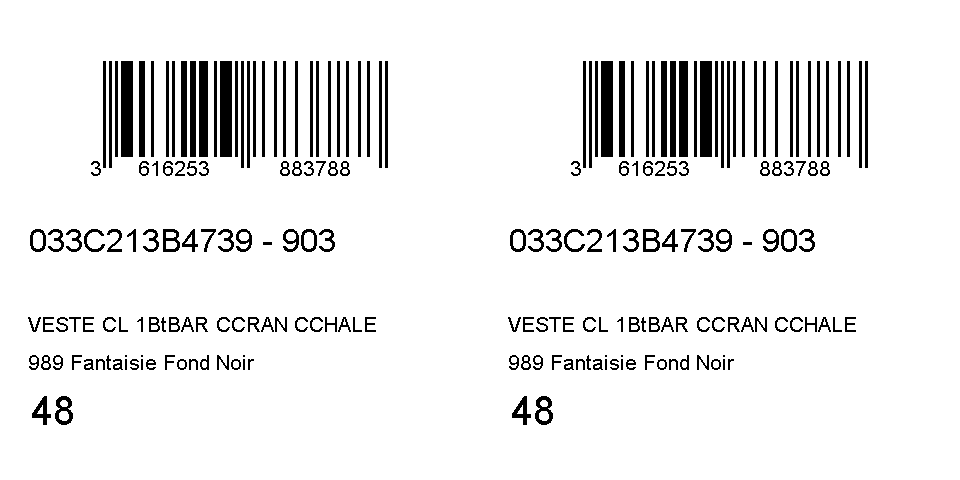 3 616253 883788
3 616253 883788
033C213B4739 - 903
033C213B4739 - 903
VESTE CL 1BtBAR CCRAN CCHALE
VESTE CL 1BtBAR CCRAN CCHALE
989 Fantaisie Fond Noir
989 Fantaisie Fond Noir
48
48